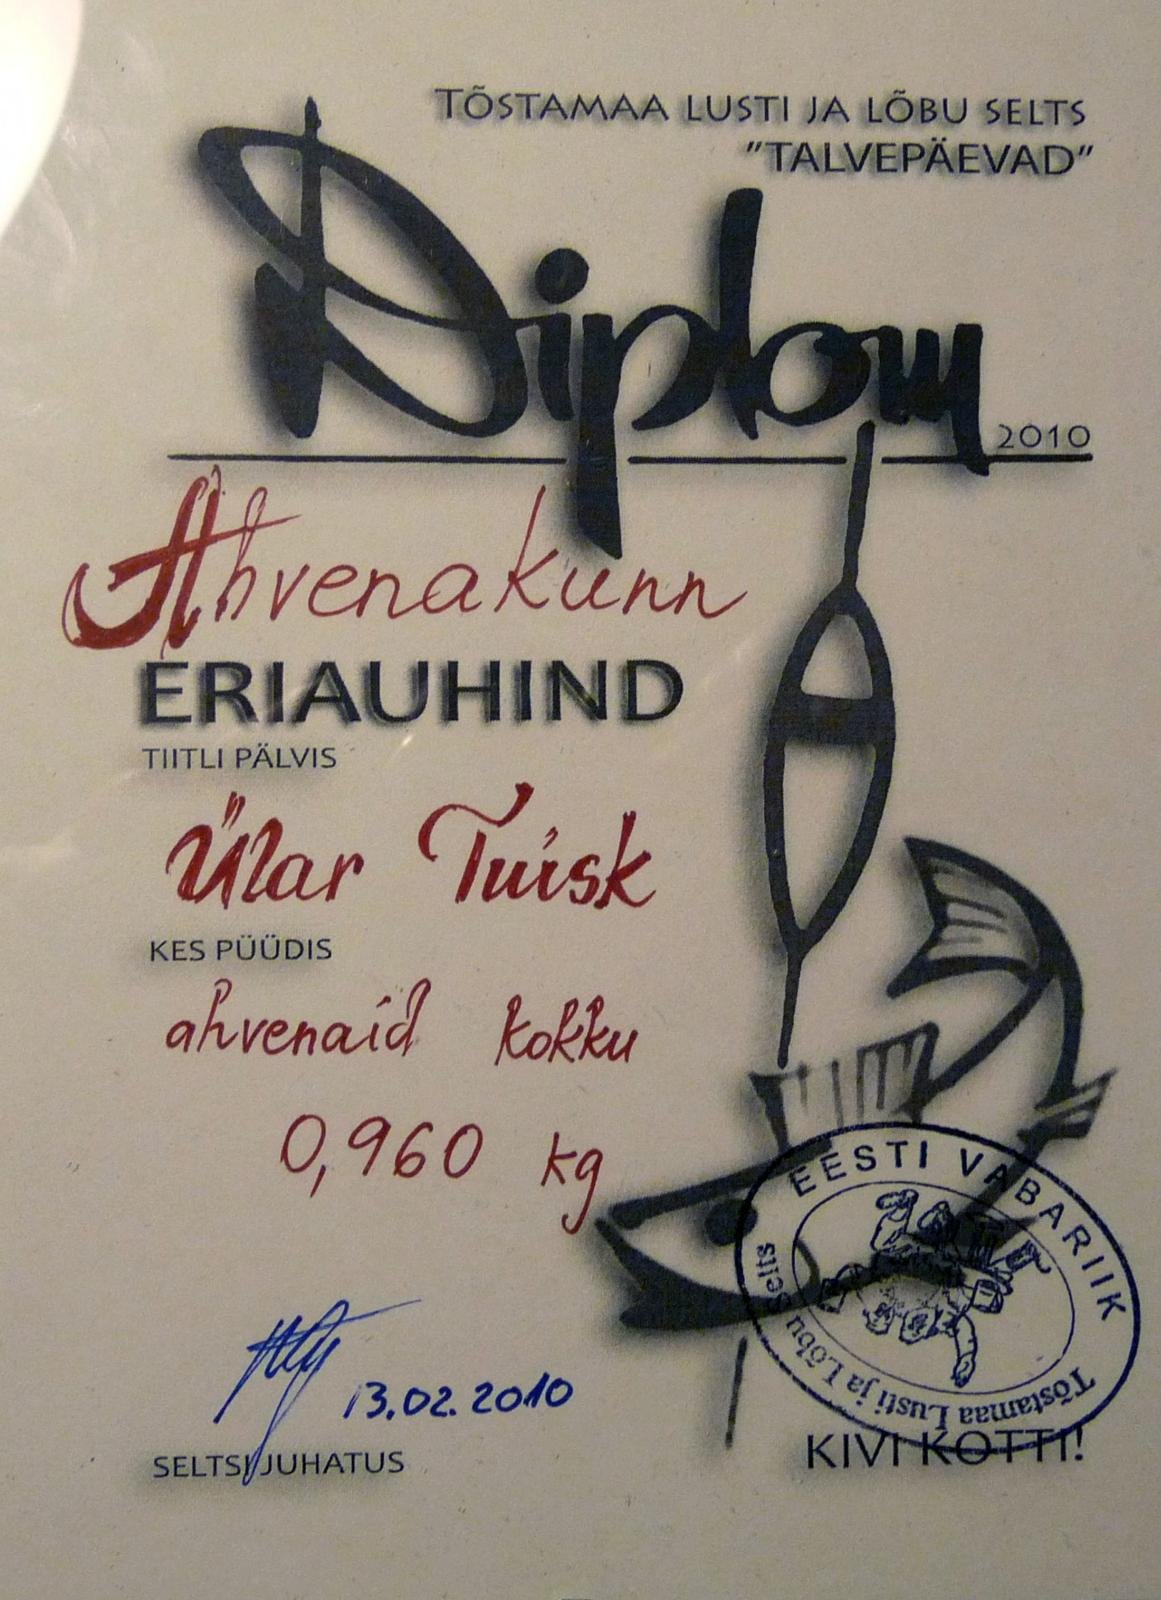 TÕSTAMAA LUSTI JA LÕBU SELTS
"TALVEPÄEVAD"
Diplom
2010
Ahvenakunn
ERIAUHIND
TIITLI PÄLVIS
Ülar Tuisk
KES PÜÜDIS
ahvenaid kokku
0,960 kg
EESTI VABARIIK
Tõstamaa Lusti ja Lõbu Selts
13.02.2010
SELTSI JUHATUS
KIVI KOTTI!